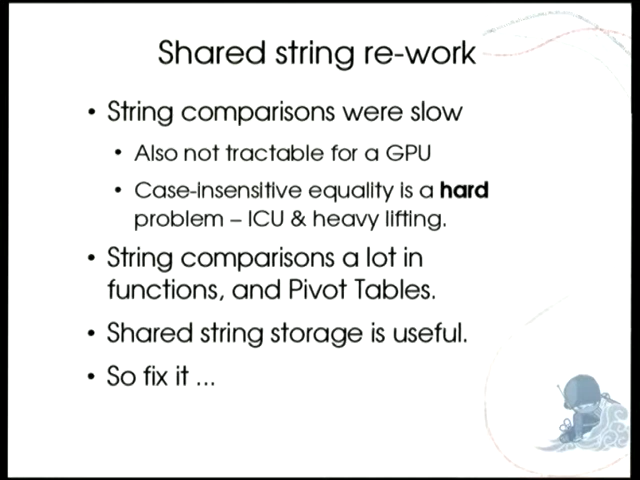 Shared string re-work
• String comparisons were slow
• Also not tractable for a GPU
• Case-insensitive equality is a hard
problem – ICU & heavy lifting.
• String comparisons a lot in
functions, and Pivot Tables.
• Shared string storage is useful.
• So fix it ...